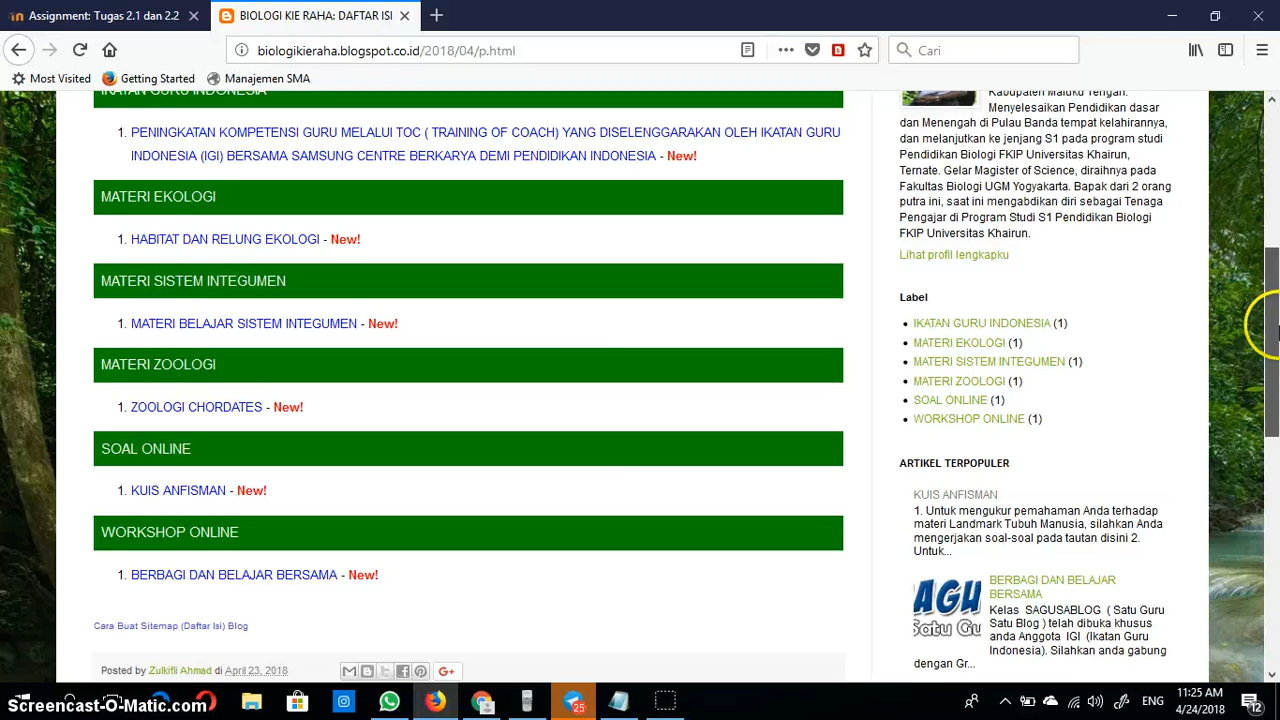 Assignment: Tugas 2.1 dan 2.2
BIOLOGI KIE RAHA: DAFTAR ISI
biologikieraha.blogspot.co.id/2018/04/p.html
Cari
Most Visited
Getting Started
Manajemen SMA
IKATAN GURU INDONESIA
1. PENINGKATAN KOMPETENSI GURU MELALUI TOC ( TRAINING OF COACH) YANG DISELENGGARAKAN OLEH IKATAN GURU
INDONESIA (IGI) BERSAMA SAMSUNG CENTRE BERKARYA DEMI PENDIDIKAN INDONESIA - New!
MATERI EKOLOGI
1. HABITAT DAN RELUNG EKOLOGI - New!
MATERI SISTEM INTEGUMEN
1. MATERI BELAJAR SISTEM INTEGUMEN - New!
MATERI ZOOLOGI
1. ZOOLOGI CHORDATES - New!
SOAL ONLINE
1. KUIS ANFISMAN - New!
WORKSHOP ONLINE
1. BERBAGI DAN BELAJAR BERSAMA - New!
Cara Buat Sitemap (Daftar Isi) Blog
Posted by Zulkifli Ahmad di April 23, 2018
G+
Kabupaten Maluku Tengah.
Menyelesaikan Pendidikan dasar
dan Menengah di Pulau Banda tempat kelahirannya,
dan melanjutkan ke jenjang S1 pada program studi
Pendidikan Biologi FKIP Universitas Khairun,
Ternate. Gelar Magister of Science, diraihnya pada
Fakultas Biologi UGM Yogyakarta. Bapak dari 2 orang
putra ini, saat ini mengabdikan diri sebagai Tenaga
Pengajar di Program Studi S1 Pendidikan Biologi
FKIP Universitas Khairun.
Lihat profil lengkapku
Label
IKATAN GURU INDONESIA (1)
MATERI EKOLOGI (1)
MATERI SISTEM INTEGUMEN (1)
MATERI ZOOLOGI (1)
SOAL ONLINE (1)
WORKSHOP ONLINE (1)
ARTIKEL TERPOPULER
KUIS ANFISMAN
1. Untuk mengukur pemahaman Anda terhadap
materi Landmark Tubuh Manusia, silahkan Anda
mengerjakan soal-soal pada tautan disini 2.
Untuk...
AGU
Satu Gu
BERBAGI DAN BELAJAR
BERSAMA
Kelas SAGUSABLOG ( Satu Guru
Satu Blog ) telah dibuka khusus
anda Anggota IGI (Ikatan Guru
Indonesia). Silahkan anda gabung
dengan Gr...
25
ENG
11:25 AM
4/24/2018
12
Screencast-O-Matic.com